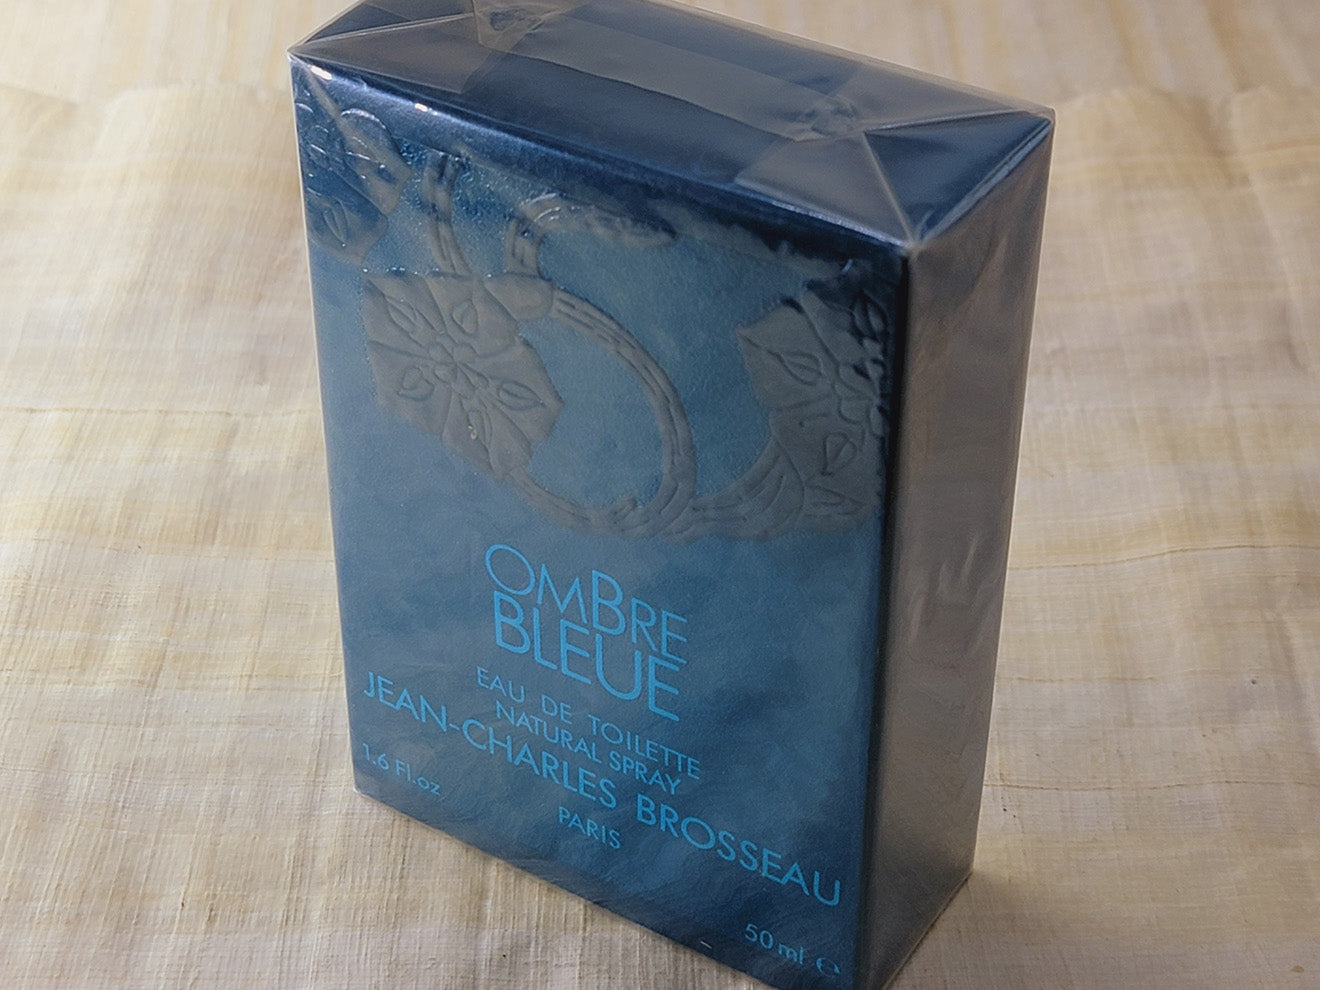 OMBRE
BLEUE
EAU DE TOILETTE
NATURAL SPRAY
JEAN-CHARLES BROSSEAU
PARIS
1.6 Fl.oz
50 ml ℮